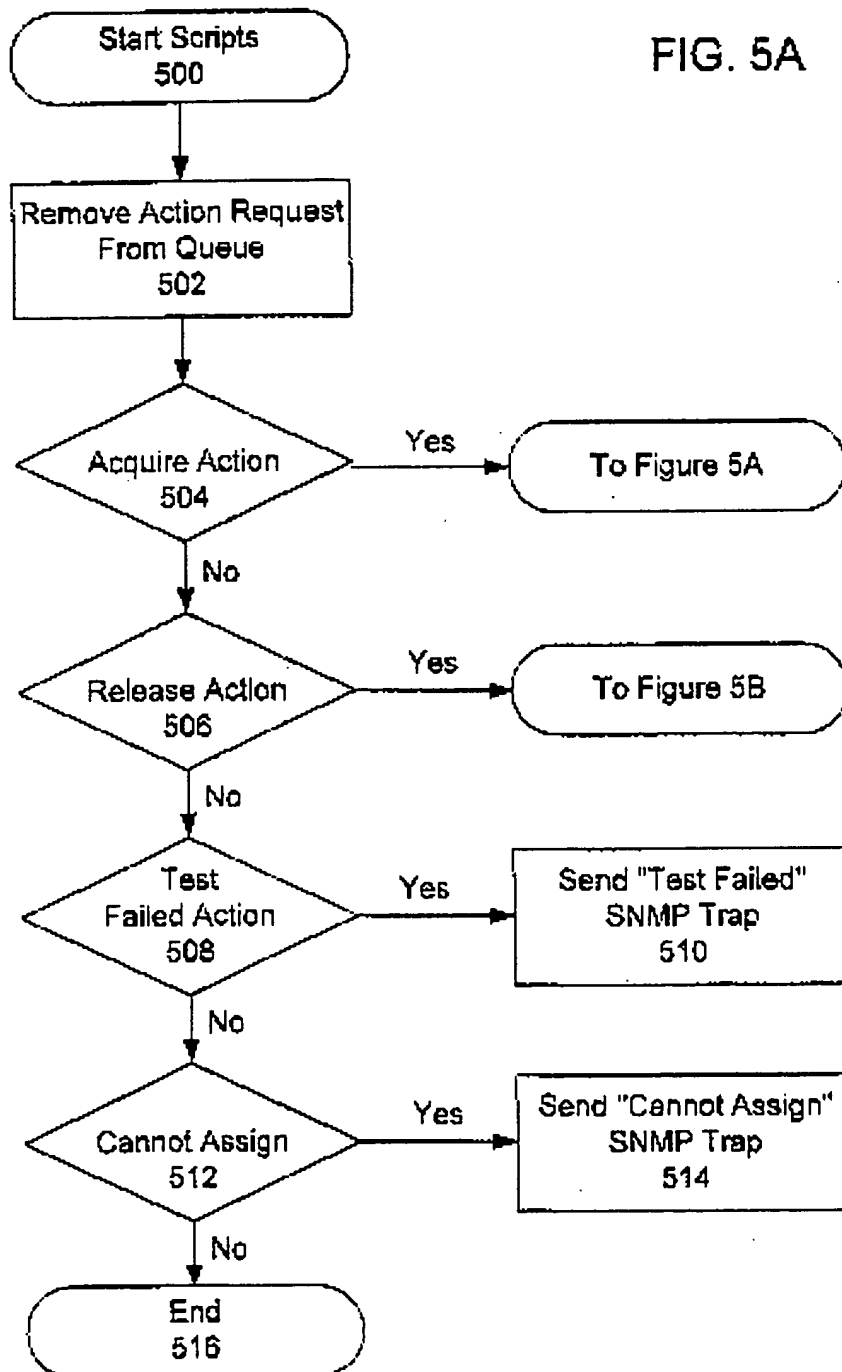 FIG. 5A
Start Scripts
500
Remove Action Request
From Queue
502
Acquire Action
504
Yes
To Figure 5A
No
Release Action
506
Yes
To Figure 5B
No
Test
Failed Action
508
Yes
Send "Test Failed"
SNMP Trap
510
No
Cannot Assign
512
Yes
Send "Cannot Assign"
SNMP Trap
514
No
End
516